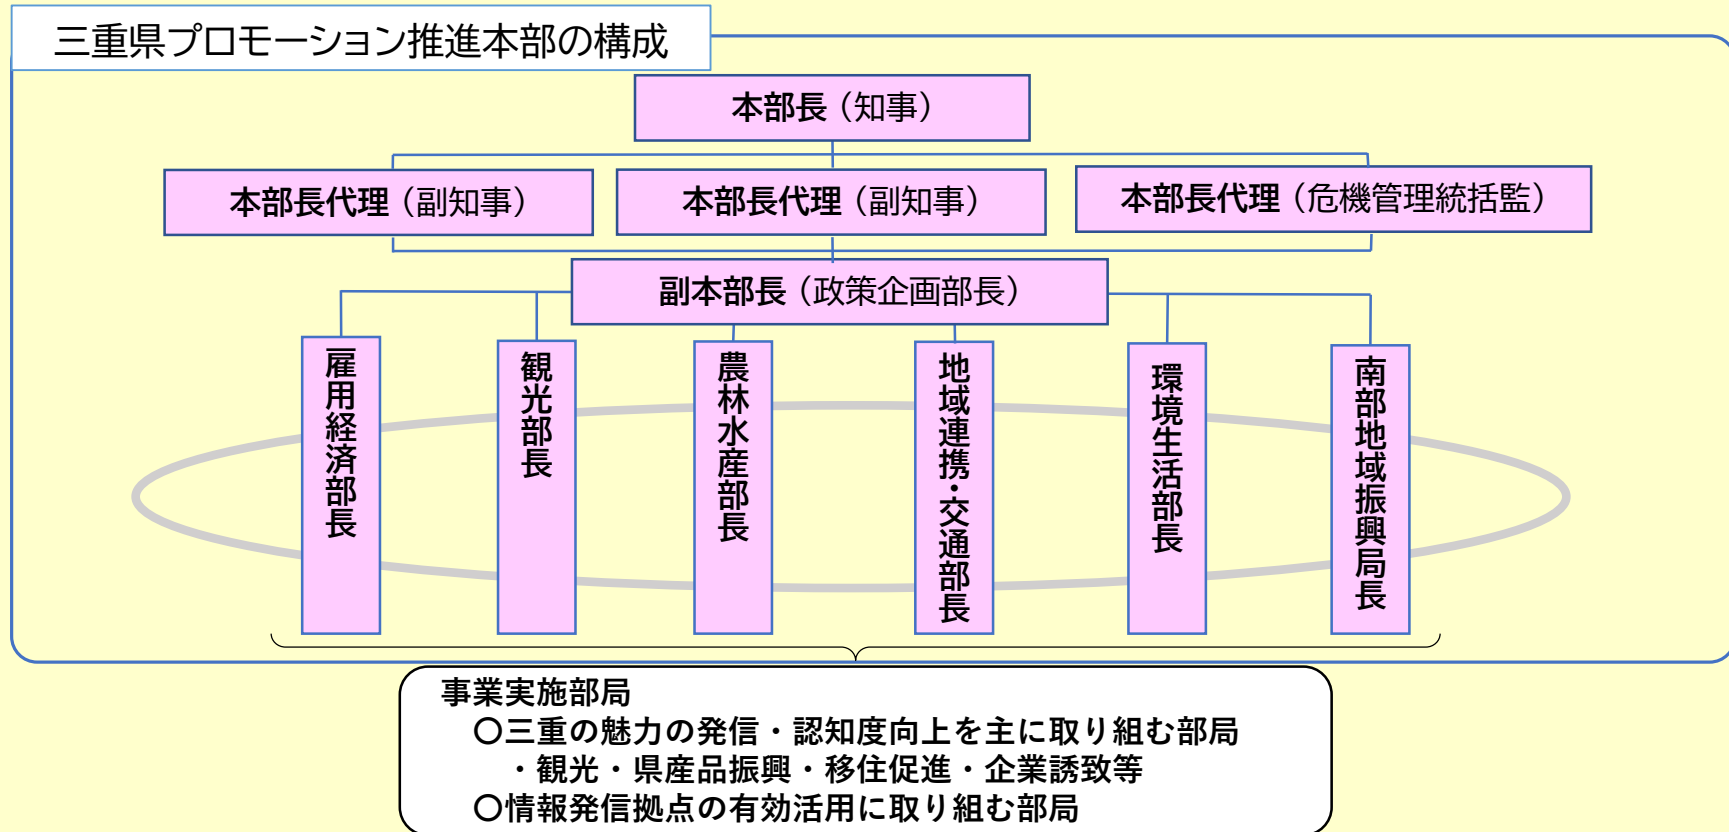 三重県プロモーション推進本部の構成
本部長（知事）
本部長代理（副知事）
本部長代理（副知事）
本部長代理（危機管理統括監）
副本部長（政策企画部長）
雇用経済部長
観光部長
農林水産部長
地域連携・交通部長
環境生活部長
南部地域振興局長
事業実施部局
〇三重の魅力の発信・認知度向上を主に取り組む部局
・観光・県産品振興・移住促進・企業誘致等
〇情報発信拠点の有効活用に取り組む部局